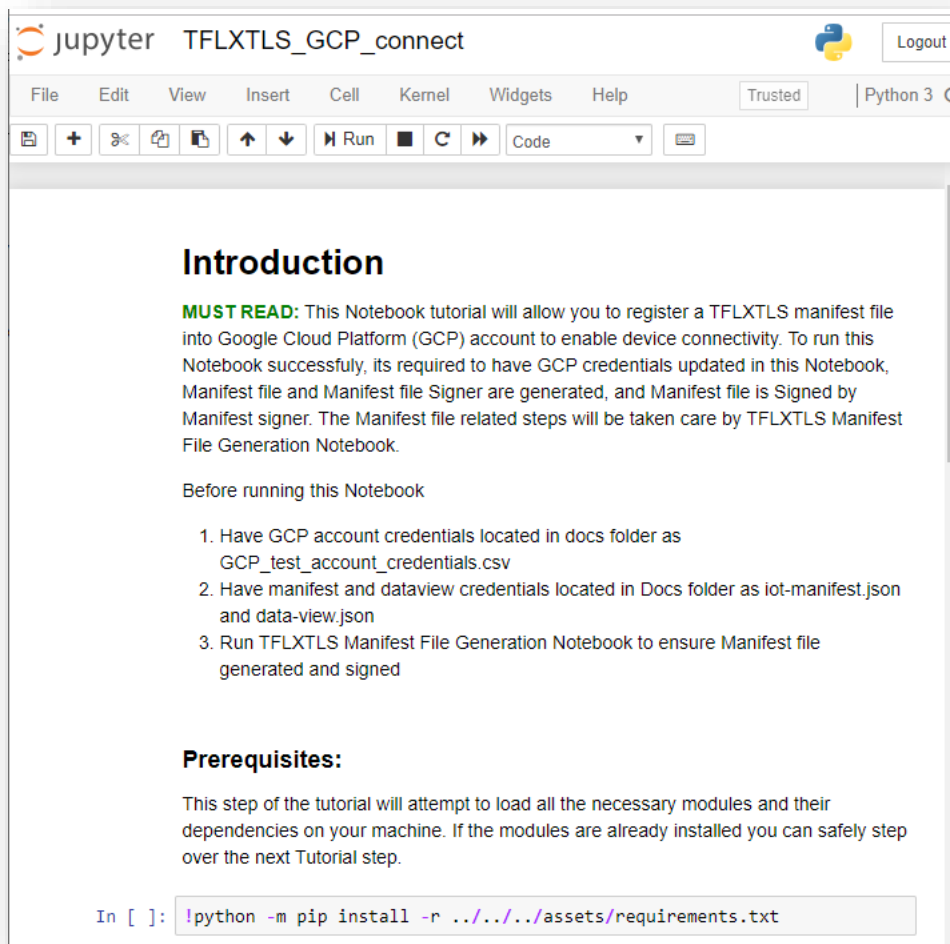 jupyter TFLXTLS_GCP_connect Logout
File Edit View Insert Cell Kernel Widgets Help Trusted Python 3
Run Code
Introduction
MUST READ: This Notebook tutorial will allow you to register a TFLXTLS manifest file
into Google Cloud Platform (GCP) account to enable device connectivity. To run this
Notebook successfuly, its required to have GCP credentials updated in this Notebook,
Manifest file and Manifest file Signer are generated, and Manifest file is Signed by
Manifest signer. The Manifest file related steps will be taken care by TFLXTLS Manifest
File Generation Notebook.
Before running this Notebook
1. Have GCP account credentials located in docs folder as
GCP_test_account_credentials.csv
2. Have manifest and dataview credentials located in Docs folder as iot-manifest.json
and data-view.json
3. Run TFLXTLS Manifest File Generation Notebook to ensure Manifest file
generated and signed
Prerequisites:
This step of the tutorial will attempt to load all the necessary modules and their
dependencies on your machine. If the modules are already installed you can safely step
over the next Tutorial step.
In [ ]: !python -m pip install -r ../../../assets/requirements.txt